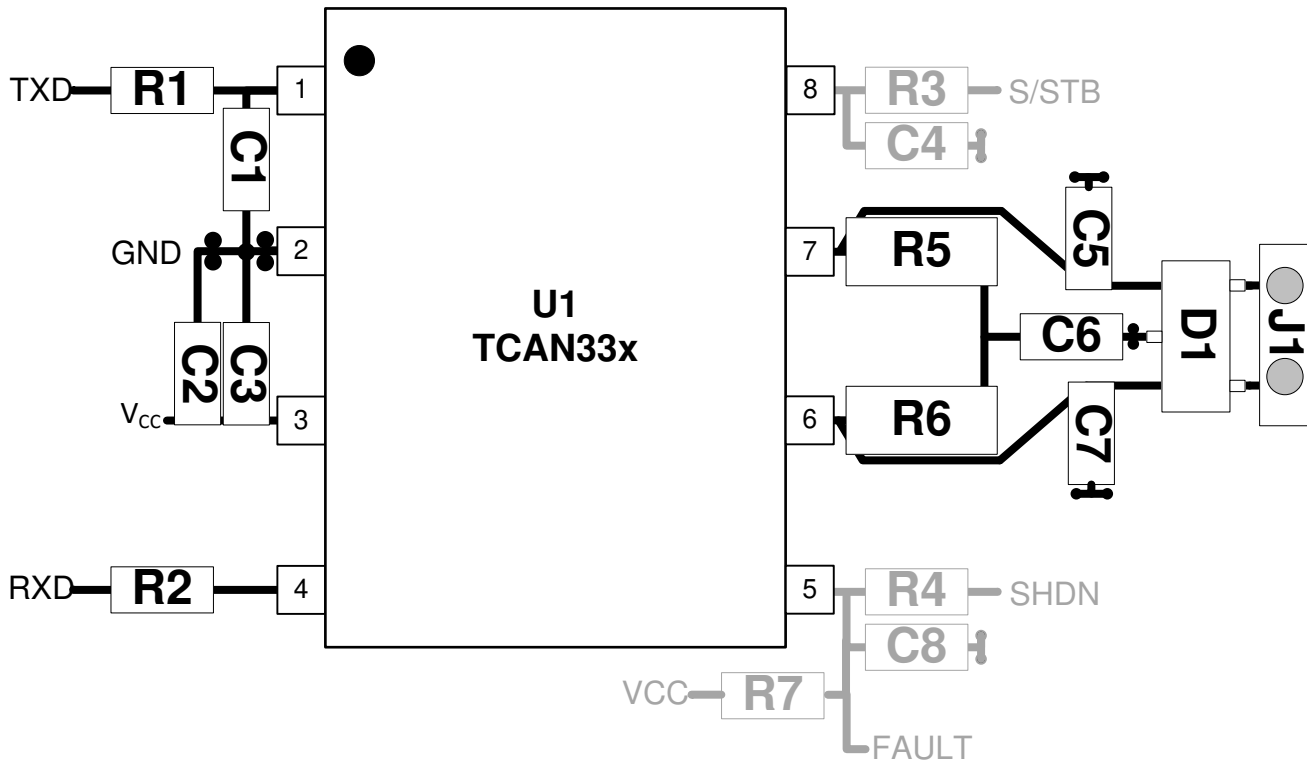 TXD
R1
1
8
R3
S/STB
C1
C4
GND
2
7
R5
C5
U1
TCAN33x
C6
D1
J1
C2
C3
VCC
3
6
R6
C7
RXD
R2
4
5
R4
SHDN
C8
VCC
R7
FAULT